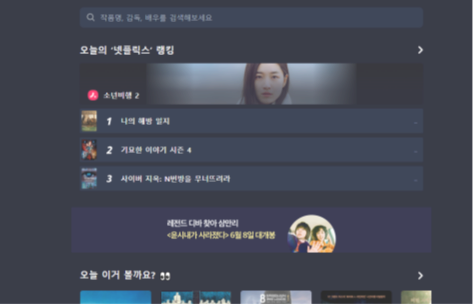 작품명, 감독, 배우를 검색해보세요
오늘의 '넷플릭스' 랭킹
소년비행 2
1 나의 해방 일지
2 기묘한 이야기 시즌 4
3 사이버 지옥: N번방을 무너뜨려라
레전드 디바 찾아 삼만리
<윤시내가 사라졌다> 6월 8일 대개봉
오늘 이거 볼까요?